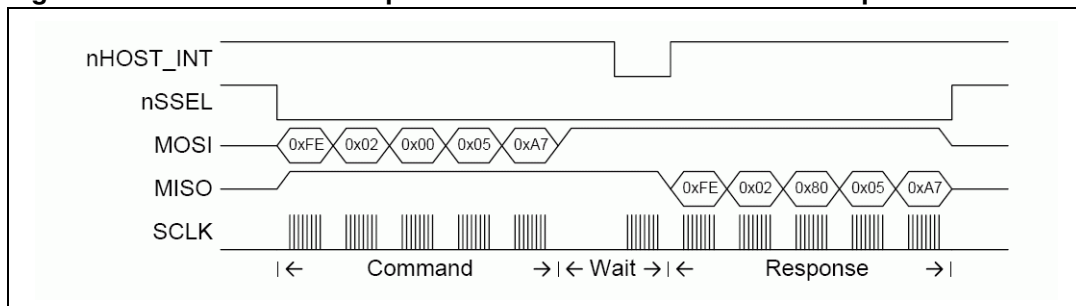 nHOST_INT
nSSEL
MOSI 0xFE 0x02 0x00 0x05 0xA7
MISO 0xFE 0x02 0x80 0x05 0xA7
SCLK
|← Command →|← Wait →|← Response →|